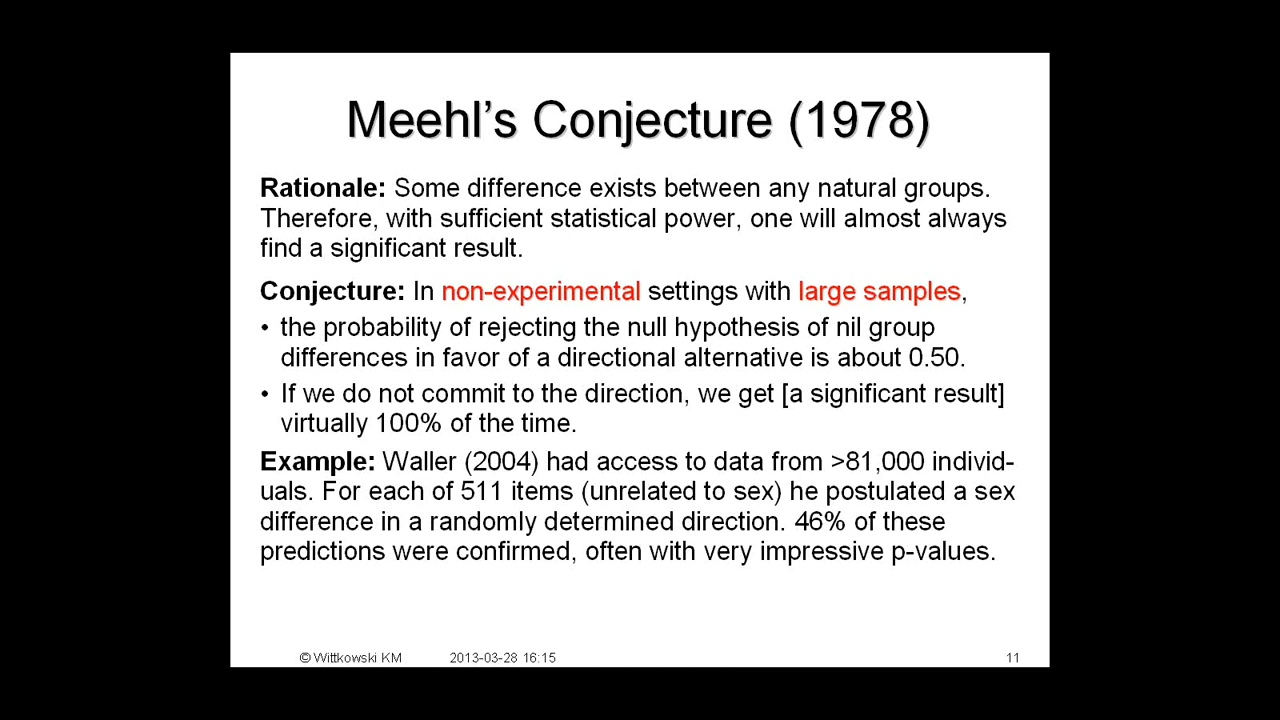 Meehl's Conjecture (1978)
Rationale: Some difference exists between any natural groups.
Therefore, with sufficient statistical power, one will almost always
find a significant result.
Conjecture: In non-experimental settings with large samples,
• the probability of rejecting the null hypothesis of nil group
differences in favor of a directional alternative is about 0.50.
• If we do not commit to the direction, we get [a significant result]
virtually 100% of the time.
Example: Waller (2004) had access to data from >81,000 individ-
uals. For each of 511 items (unrelated to sex) he postulated a sex
difference in a randomly determined direction. 46% of these
predictions were confirmed, often with very impressive p-values.
© Wittkowski KM 2013-03-28 16:15 11